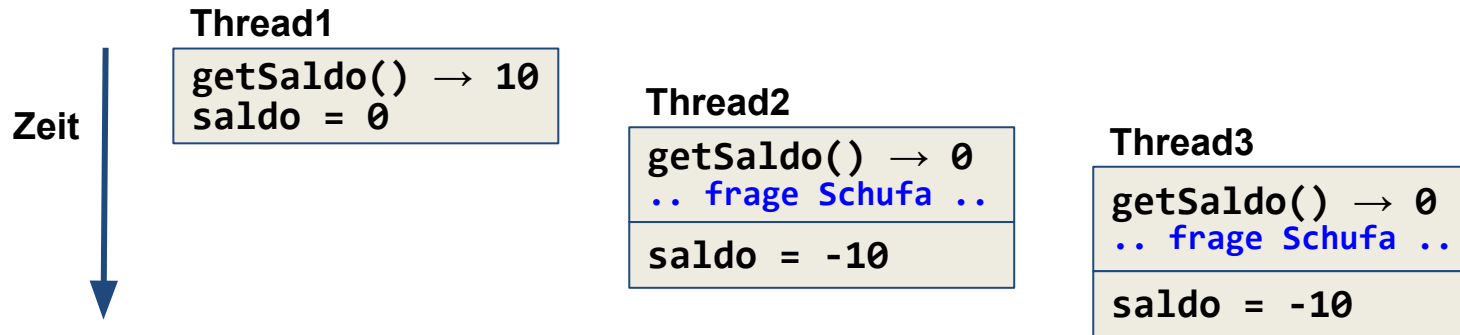 Thread1
getSaldo() → 10
saldo = 0
Zeit
Thread2
getSaldo() → 0
.. frage Schufa ..
saldo = -10
Thread3
getSaldo() → 0
.. frage Schufa ..
saldo = -10